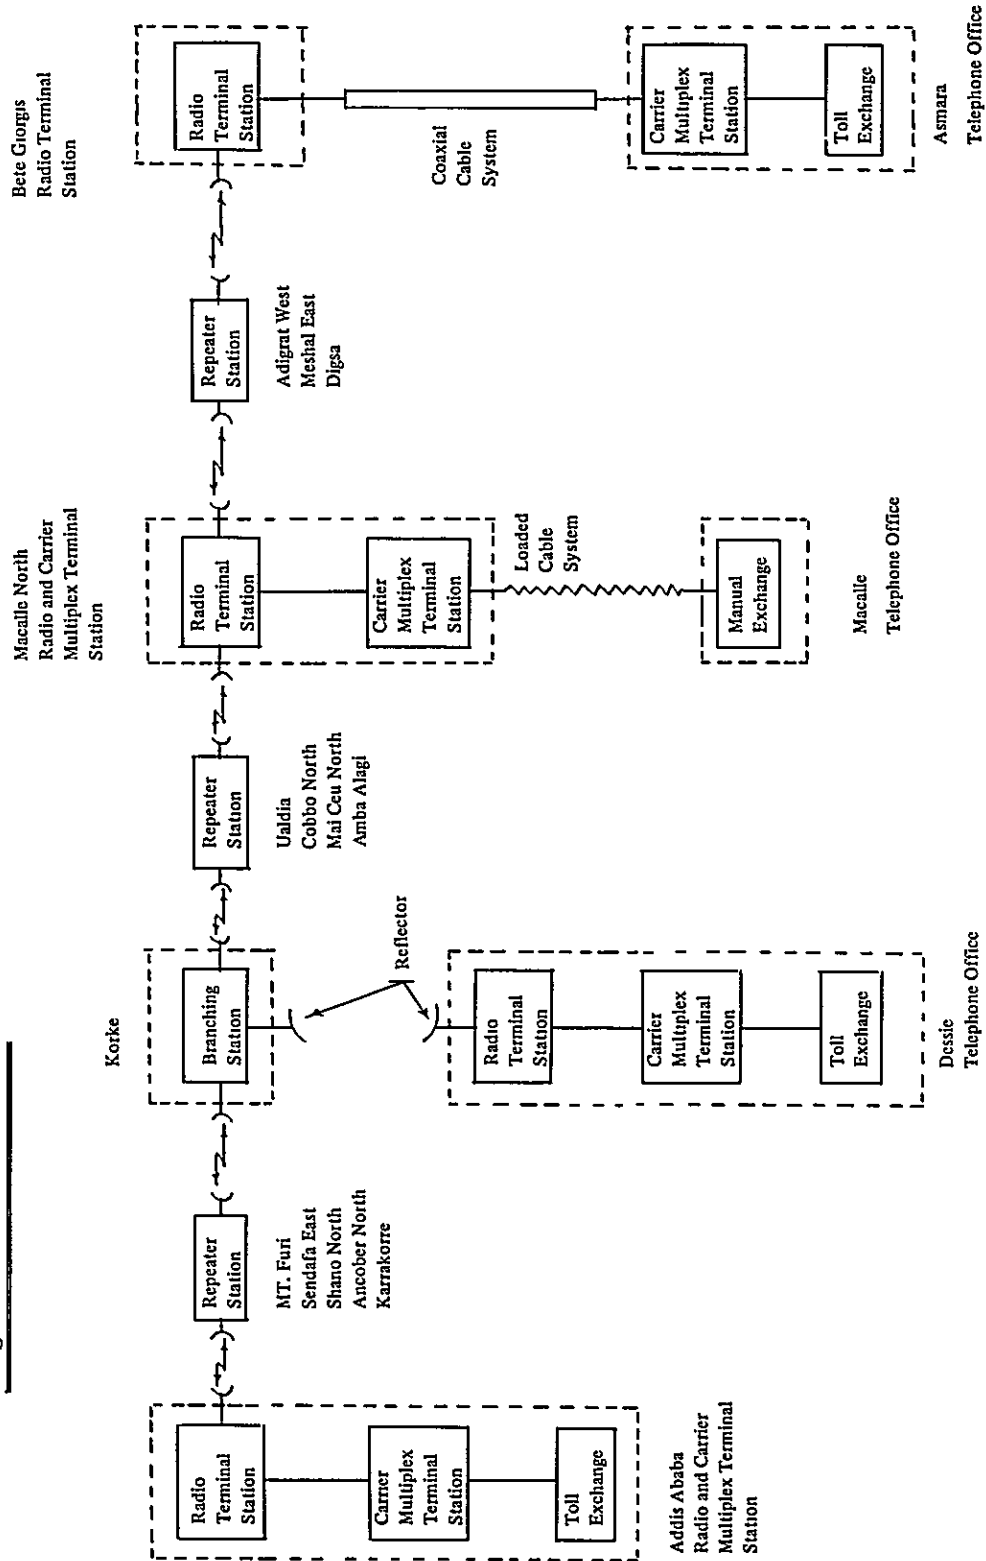 Radio
Terminal
Station
Carrier
Multiplex
Terminal
Station
Toll
Exchange
Addis Ababa
Radio and Carrier
Multiplex Terminal
Station
Repeater
Station
MT. Furi
Sendafa East
Shano North
Ancober North
Karrakorre
Korke
Branching
Station
Reflector
Radio
Terminal
Station
Carrier
Multiplex
Terminal
Station
Toll
Exchange
Dessie
Telephone Office
Repeater
Station
Ualdia
Cobbo North
Mai Ceu North
Amba Alagi
Macalle North
Radio and Carrier
Multiplex Terminal
Station
Radio
Terminal
Station
Carrier
Multiplex
Terminal
Station
Loaded
Cable
System
Manual
Exchange
Macalle
Telephone Office
Repeater
Station
Adigrat West
Meshal East
Digsa
Bete Giorgis
Radio Terminal
Station
Radio
Terminal
Station
Coaxial
Cable
System
Carrier
Multiplex
Terminal
Station
Toll
Exchange
Asmara
Telephone Office